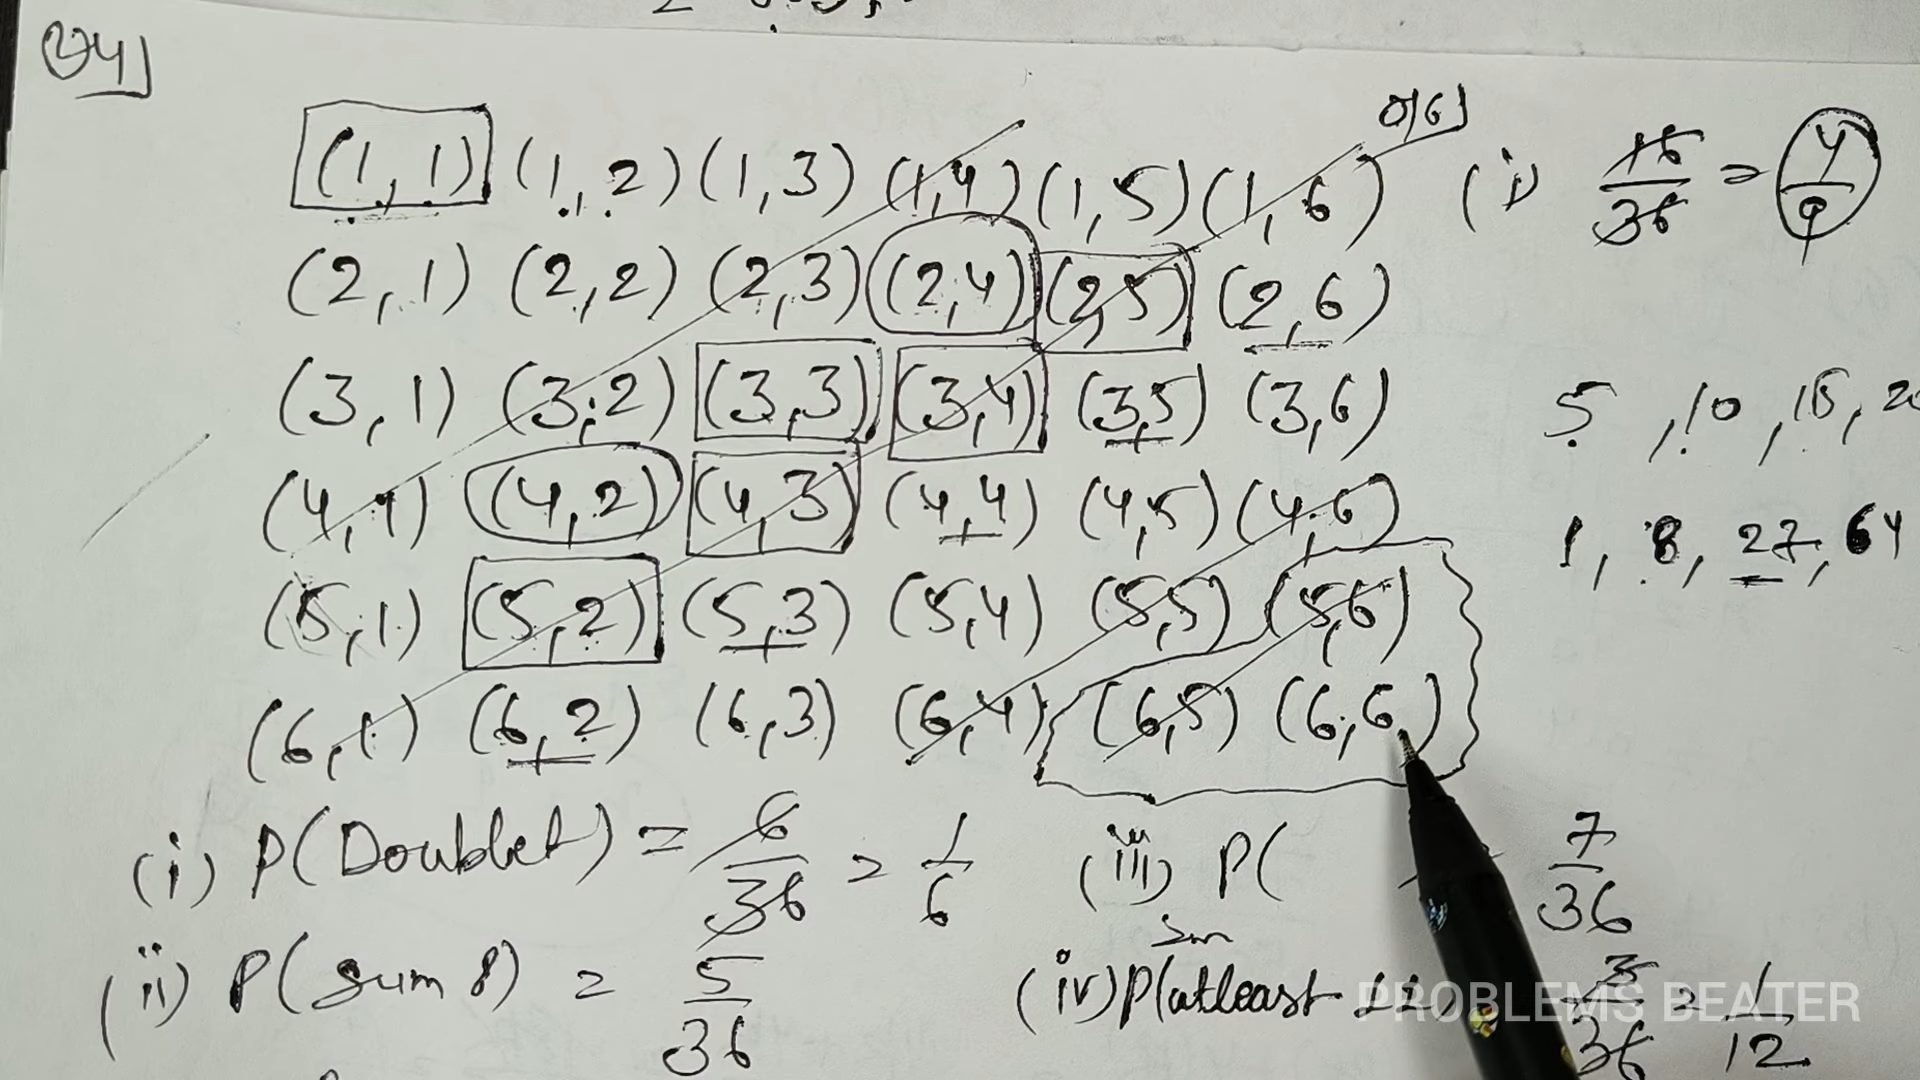 Q4]
(1,1) (1,2) (1,3) (1,4) (1,5) (1,6) (i) 16/36 = 4/9
(2,1) (2,2) (2,3) (2,4) (2,5) (2,6)
(3,1) (3,2) (3,3) (3,4) (3,5) (3,6) 5, 10, 15, 20
(4,1) (4,2) (4,3) (4,4) (4,5) (4,6) 1, 8, 27, 64
(5,1) (5,2) (5,3) (5,4) (5,5) (5,6)
(6,1) (6,2) (6,3) (6,4) (6,5) (6,6)
(i) P(Doublet) = 6/36 = 1/6 (iii) P( 7/36
(ii) P(sum 8) = 5/36 (iv) P(atleast 3/36 = 1/12
PROBLEMS BEATER